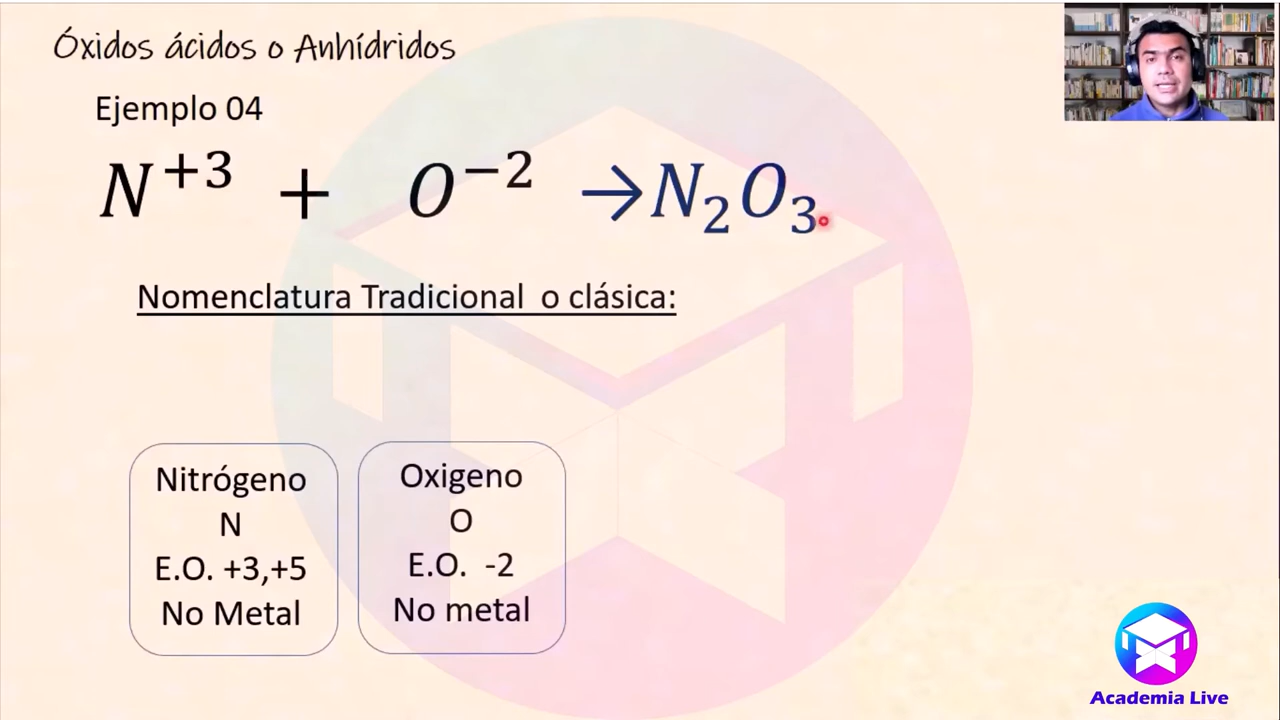 Óxidos ácidos o Anhídridos
Ejemplo 04
N⁺³ + O⁻² → N₂O₃
Nomenclatura Tradicional o clásica:
Nitrógeno
N
E.O. +3,+5
No Metal
Oxigeno
O
E.O. -2
No metal
Academia Live